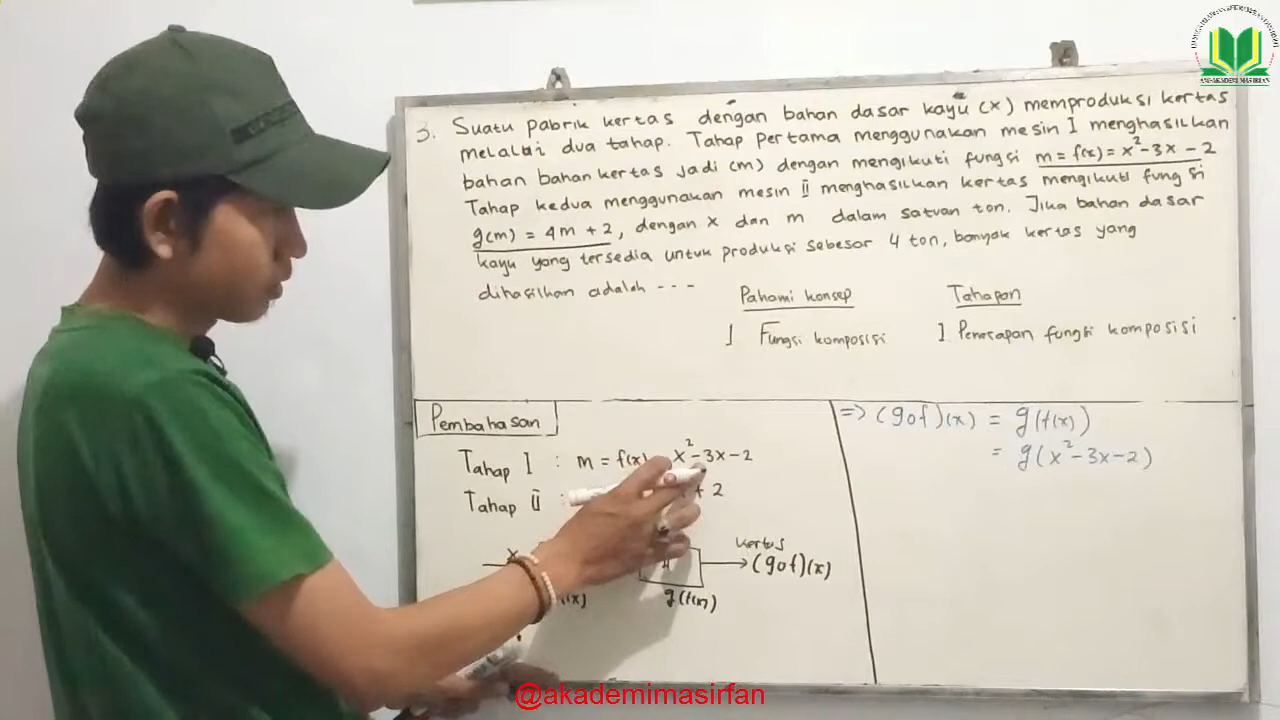 3. Suatu pabrik kertas dengan bahan dasar kayu (x) memproduksi kertas
melalui dua tahap. Tahap pertama menggunakan mesin I menghasilkan
bahan bahan kertas jadi (m) dengan mengikuti fungsi m = f(x) = x² - 3x - 2
Tahap kedua menggunakan mesin II menghasilkan kertas mengikuti fungsi
g(m) = 4m + 2, dengan x dan m dalam satuan ton. Jika bahan dasar
kayu yang tersedia untuk produksi sebesar 4 ton, banyak kertas yang
dihasilkan adalah ---
Pahami konsep
1 Fungsi komposisi
Tahapan
1 Penerapan fungsi komposisi
Pembahasan
Tahap I : m = f(x) x² - 3x - 2
Tahap II : + 2
x
kertas
(gof)(x)
g(f(x))
=> (gof)(x) = g(f(x))
= g(x² - 3x - 2)
@akademimasirfan